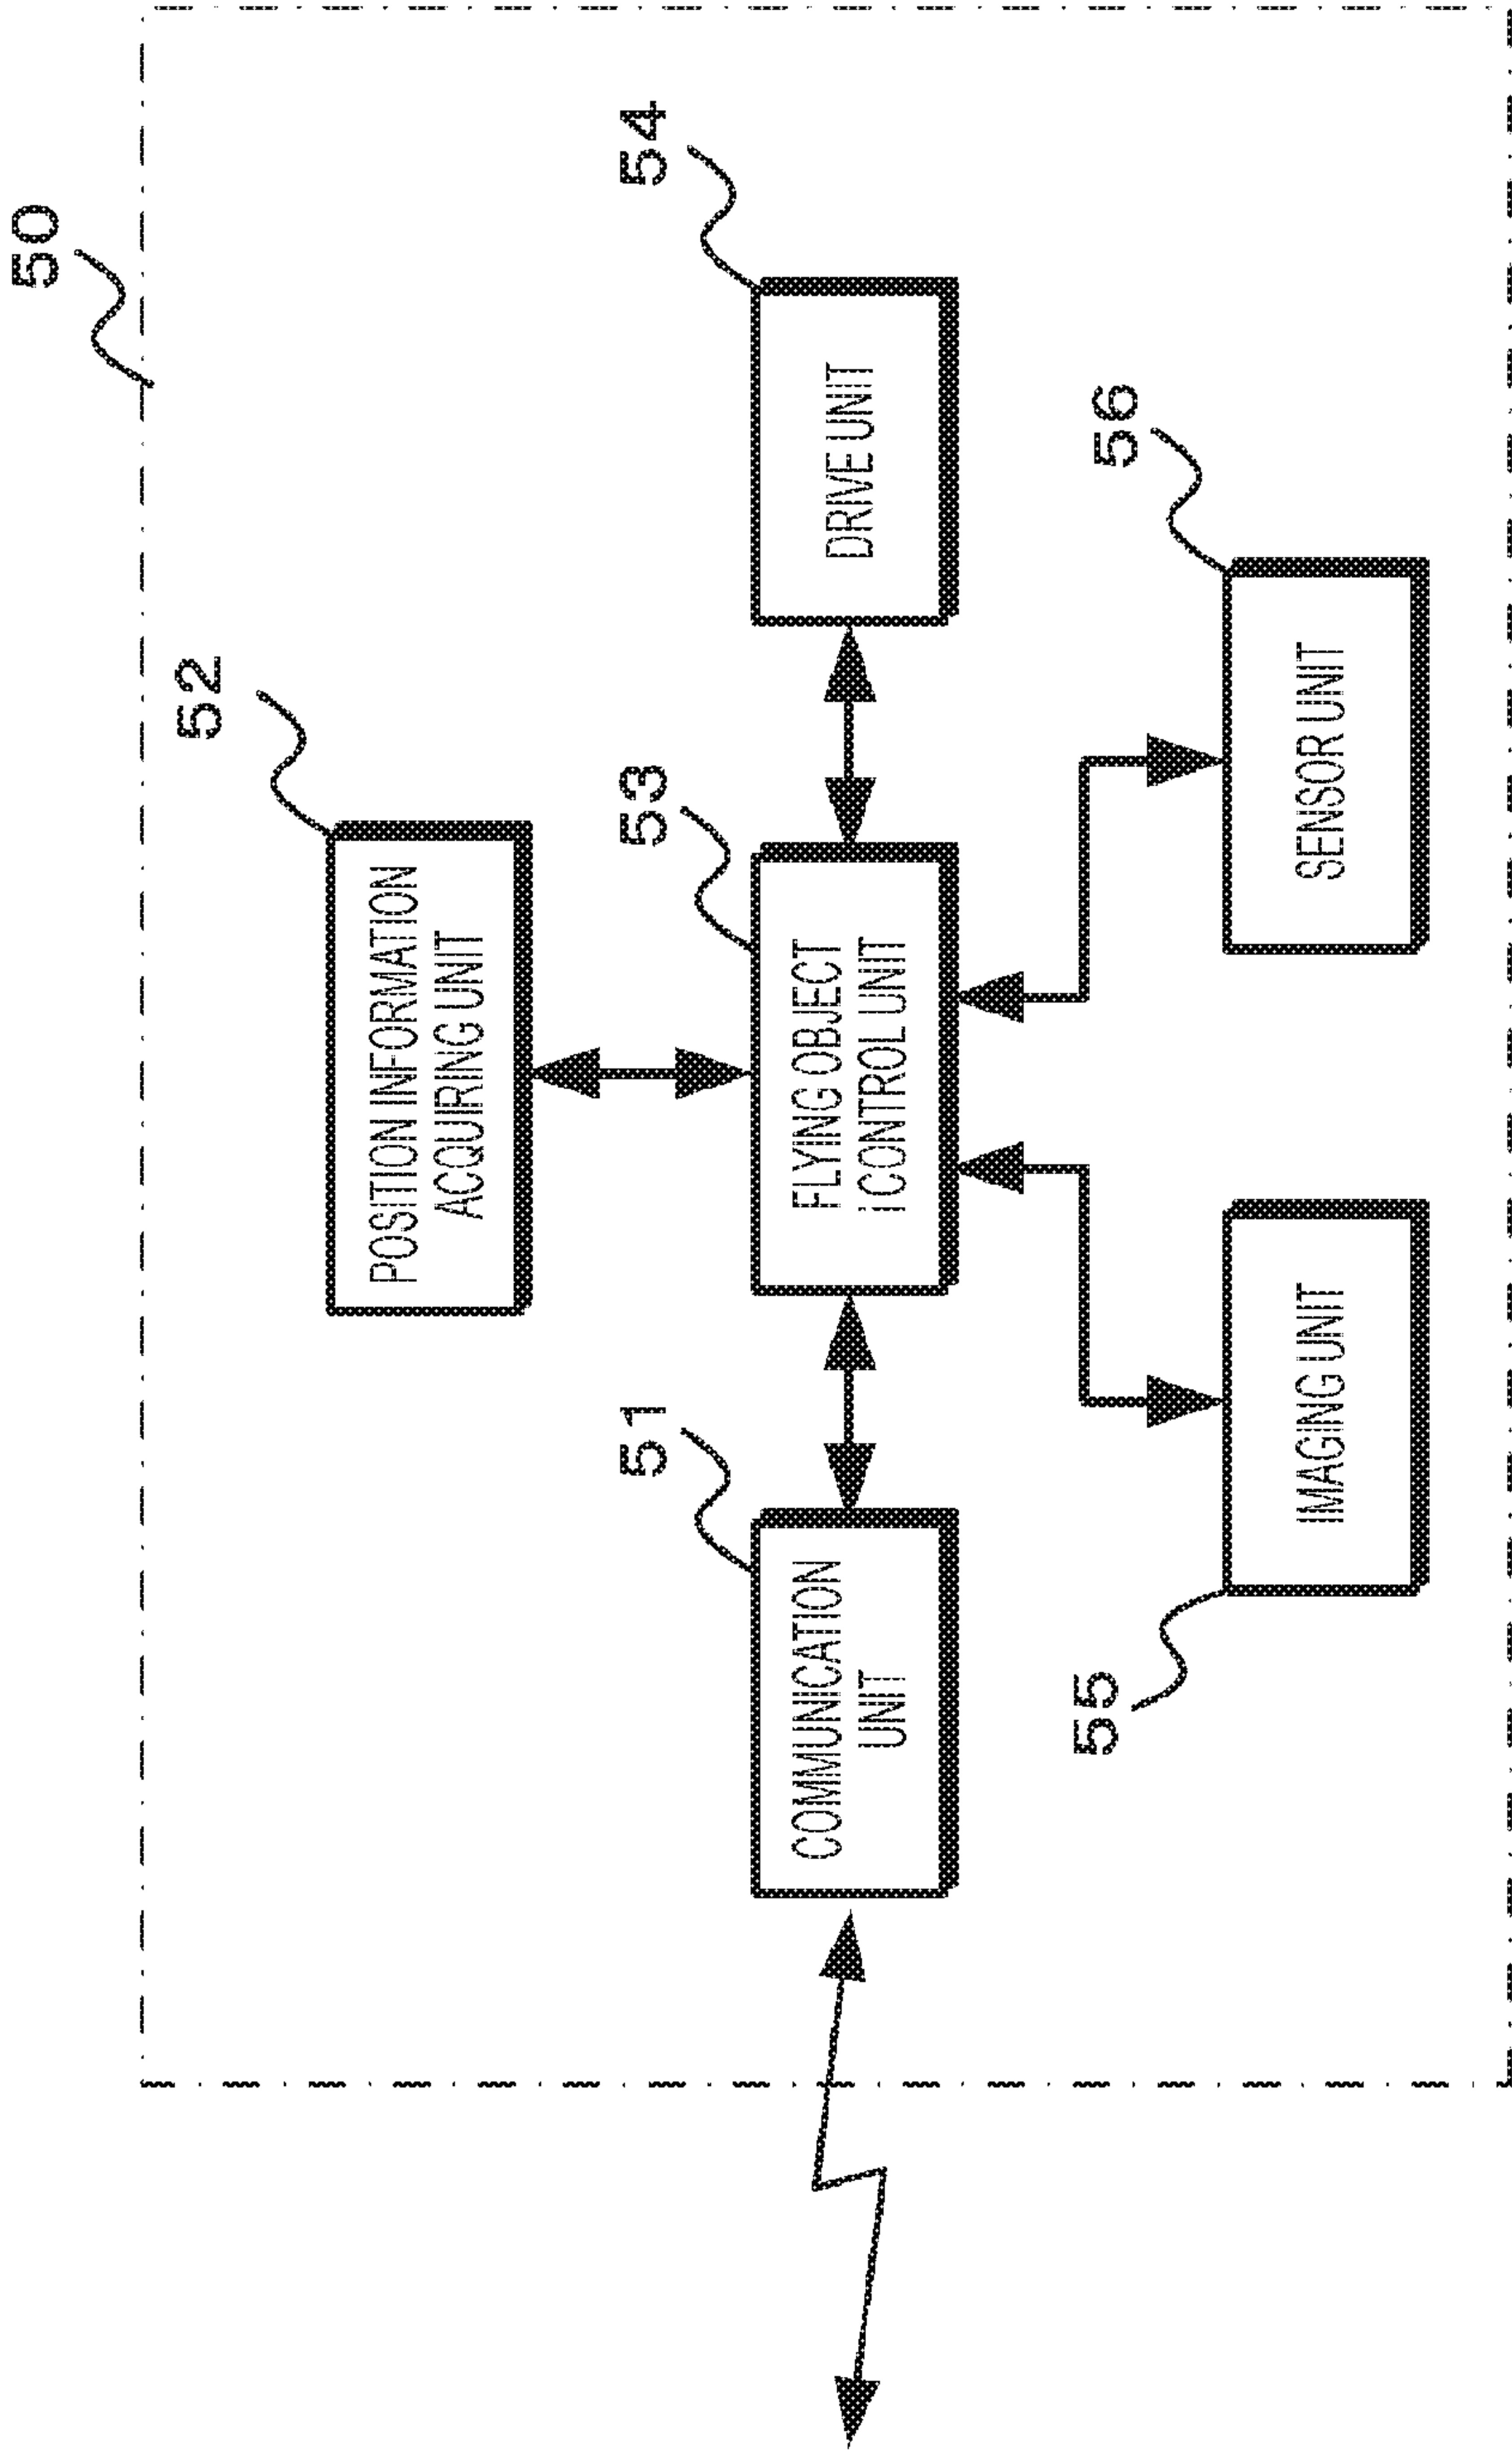 50
52
POSITION INFORMATION
ACQUIRING UNIT
51
53
54
COMMUNICATION
UNIT
FLYING OBJECT
CONTROL UNIT
DRIVE UNIT
55
56
IMAGING UNIT
SENSOR UNIT